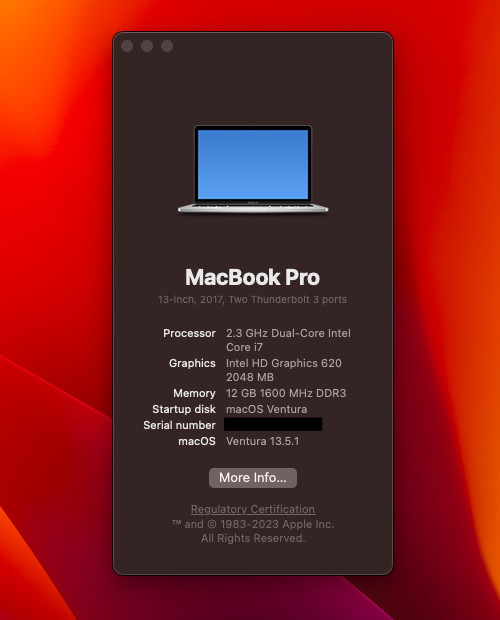 MacBook Pro
13-inch, 2017, Two Thunderbolt 3 ports
Processor 2.3 GHz Dual-Core Intel
Core i7
Graphics Intel HD Graphics 620
2048 MB
Memory 12 GB 1600 MHz DDR3
Startup disk macOS Ventura
Serial number
macOS Ventura 13.5.1
More Info...
Regulatory Certification
™ and © 1983-2023 Apple Inc.
All Rights Reserved.